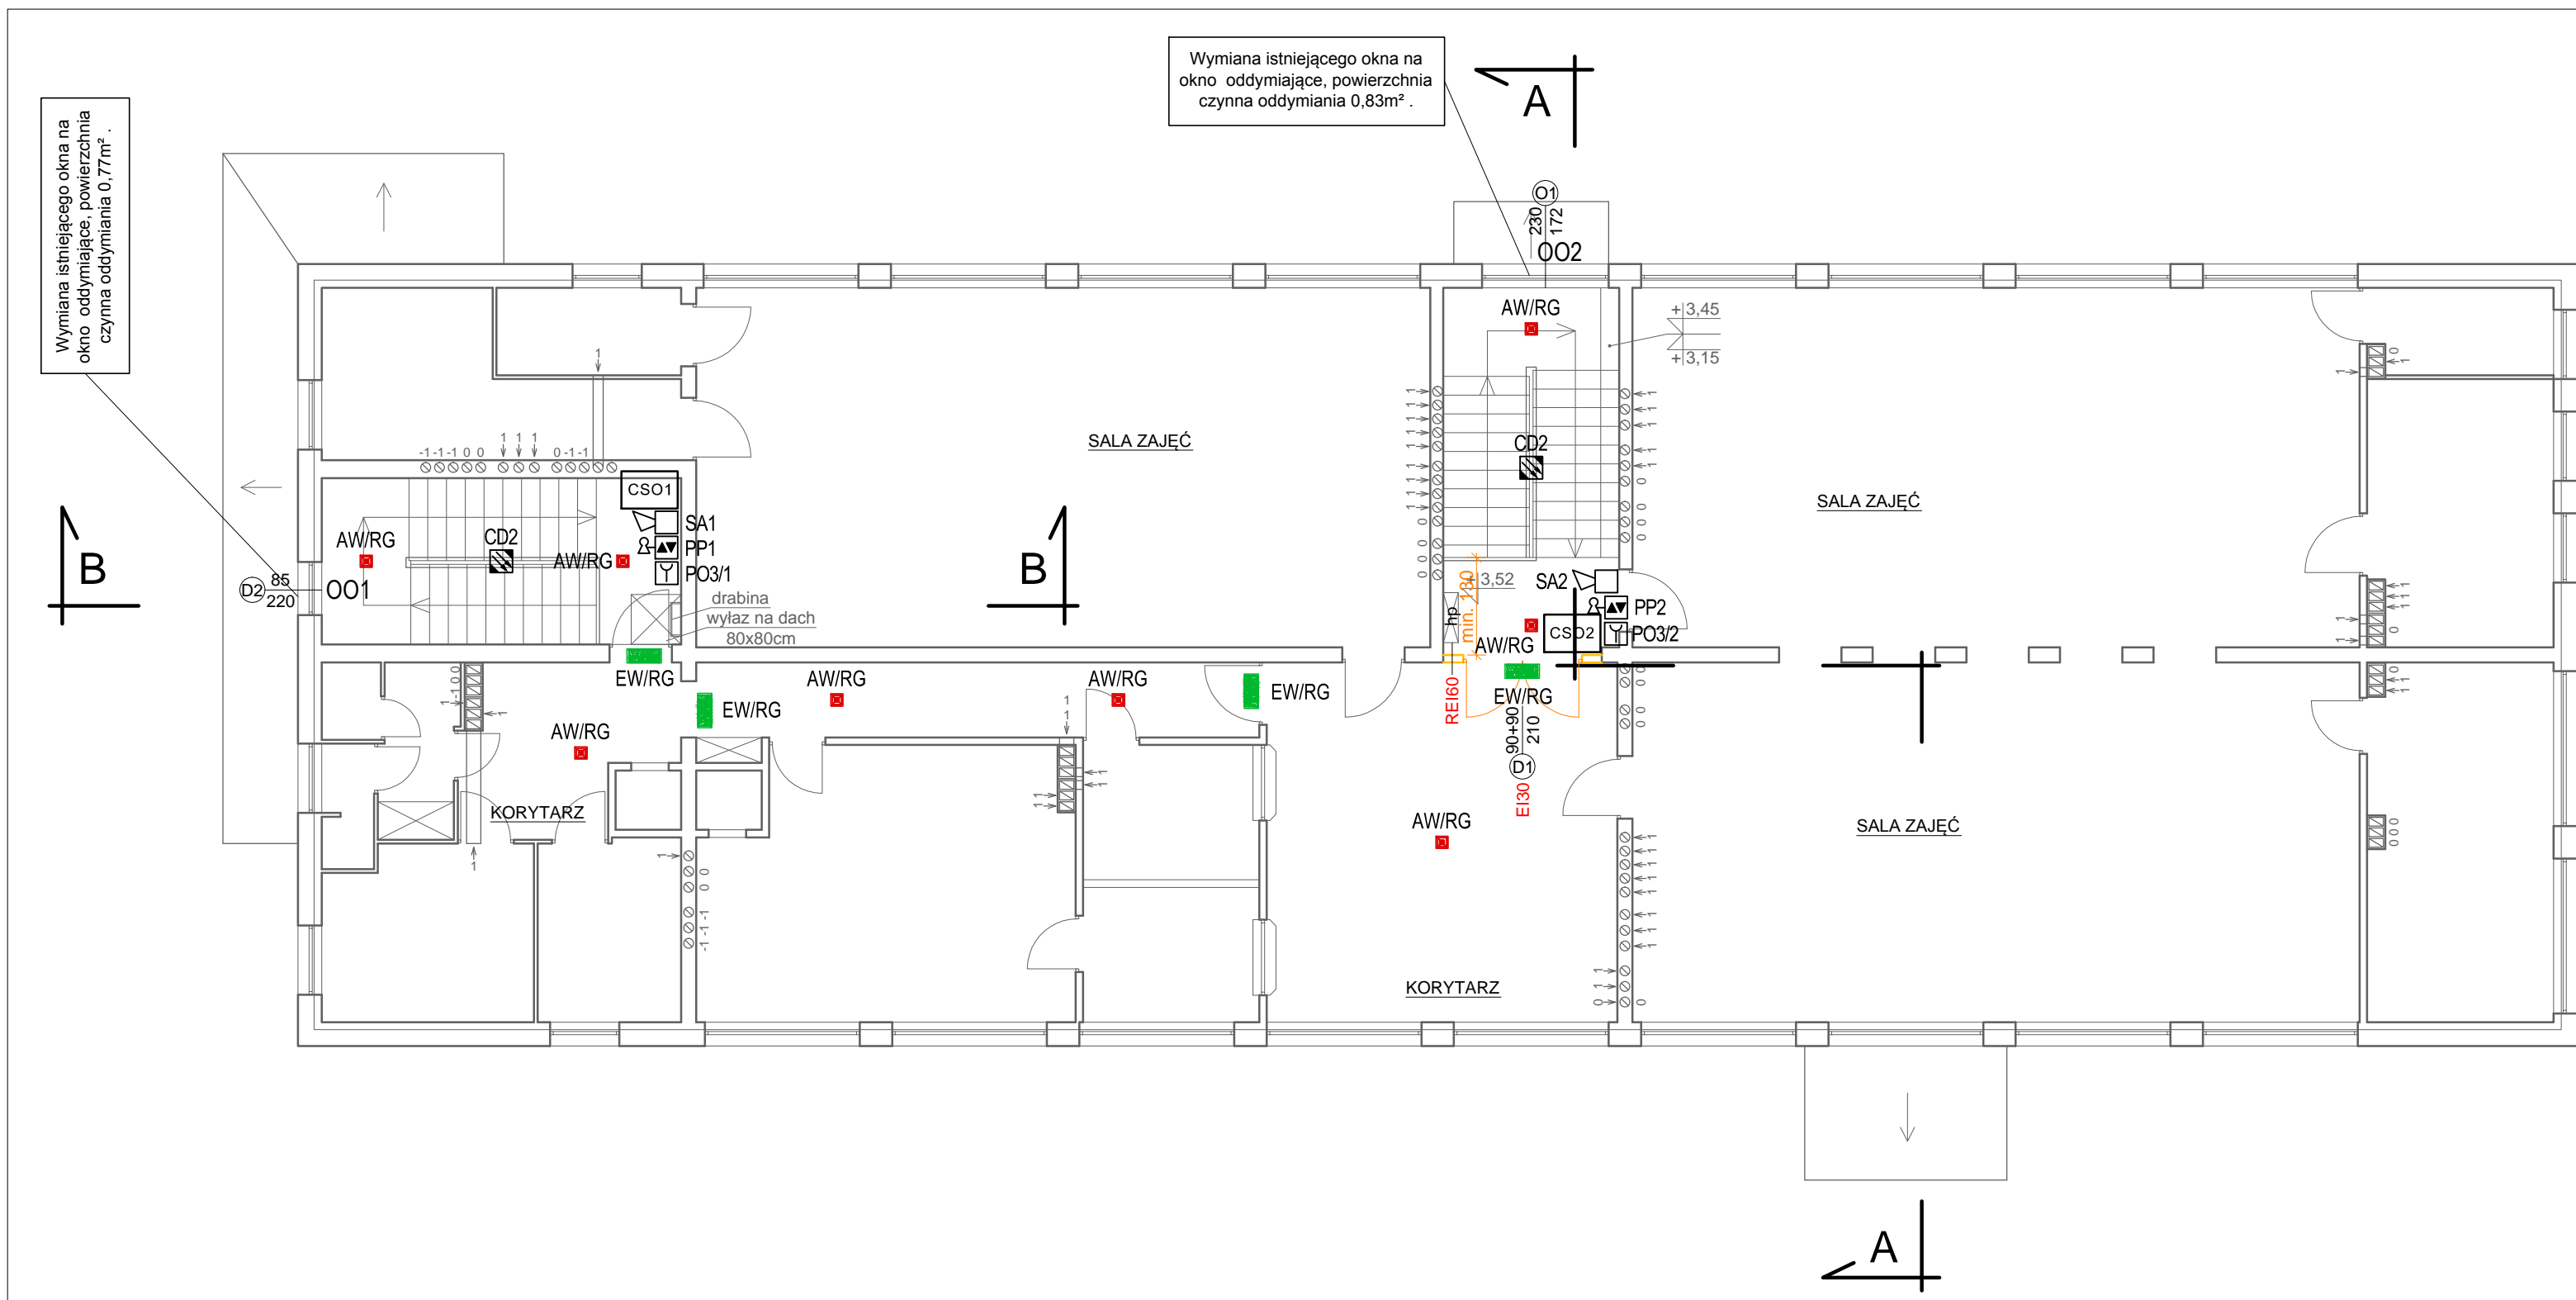 Wymiana istniejącego okna na
okno oddymiające, powierzchnia
czynna oddymiania 0,77m² .
Wymiana istniejącego okna na
okno oddymiające, powierzchnia
czynna oddymiania 0,83m² .
A
O1
230
172
OO2
AW/RG
+3,45
+3,15
SALA ZAJĘĆ
CD2
SALA ZAJĘĆ
1
-1 -1 -1 0 0 1 1 1 0 -1 -1
CSO1
SA1
PP1
PO3/1
AW/RG
CD2
AW/RG
B
B
D2
85
220
OO1
drabina
wyłaz na dach
80x80cm
+3,52
min. 130
hp
SA2
PP2
CSO2
PO3/2
AW/RG
EW/RG
EW/RG
AW/RG
AW/RG
EW/RG
REI60
EW/RG
90+90
210
D1
EI30
AW/RG
KORYTARZ
AW/RG
SALA ZAJĘĆ
KORYTARZ
A